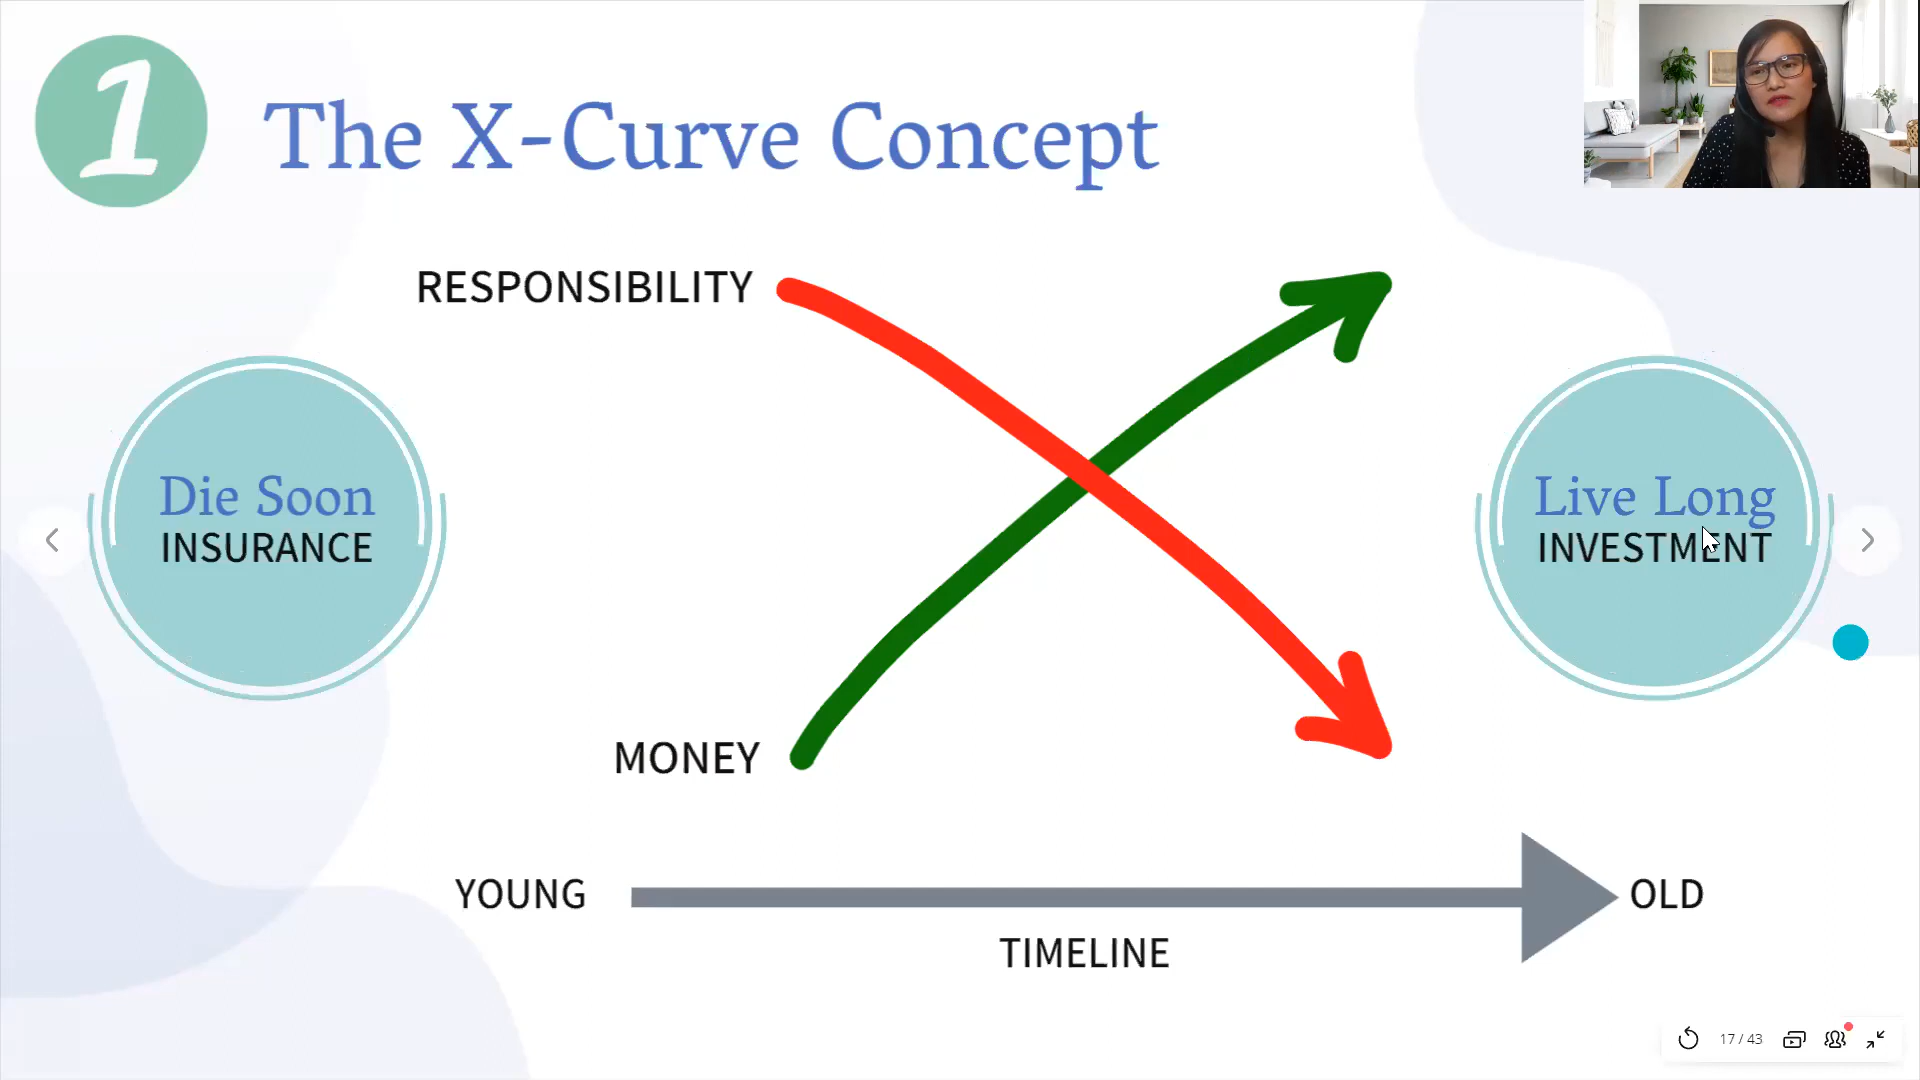 1
The X-Curve Concept
RESPONSIBILITY
Die Soon
INSURANCE
Live Long
INVESTMENT
MONEY
YOUNG
OLD
TIMELINE
17 / 43